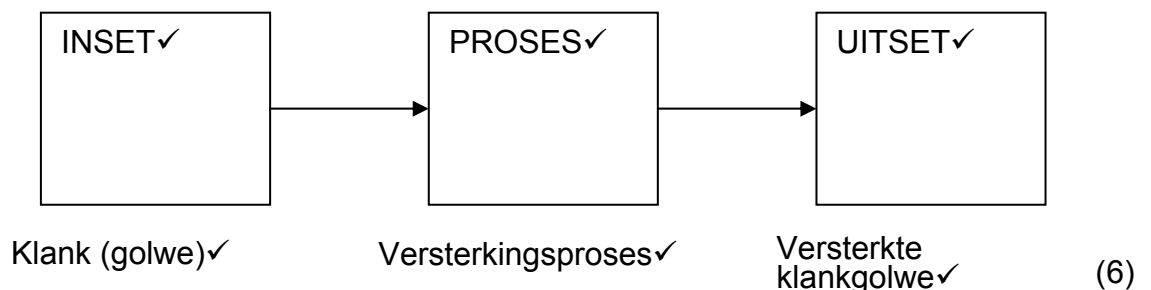 INSET✓
PROSES✓
UITSET✓
Klank (golwe)✓
Versterkingsproses✓
Versterkte
klankgolwe✓
(6)